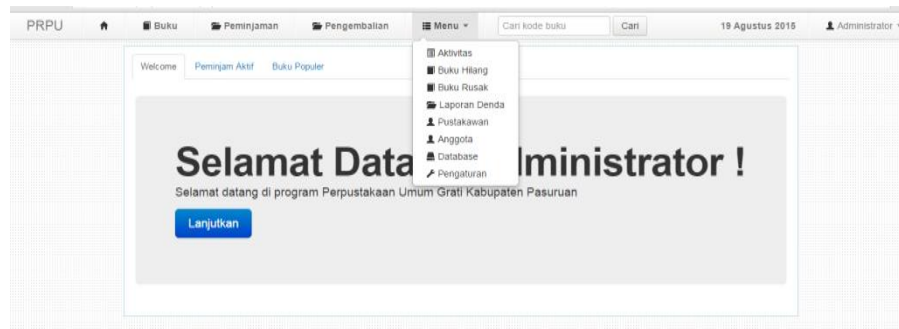 PRPU Buku Peminjaman Pengembalian Menu Cari kode buku Cari 19 Agustus 2015 Administrator
Aktivitas
Buku Hilang
Buku Rusak
Laporan Denda
Pustakawan
Anggota
Database
Pengaturan
Welcome Peminjam Aktif Buku Populer
Selamat Data ministrator !
Selamat datang di program Perpustakaan Umum Grati Kabupaten Pasuruan
Lanjutkan